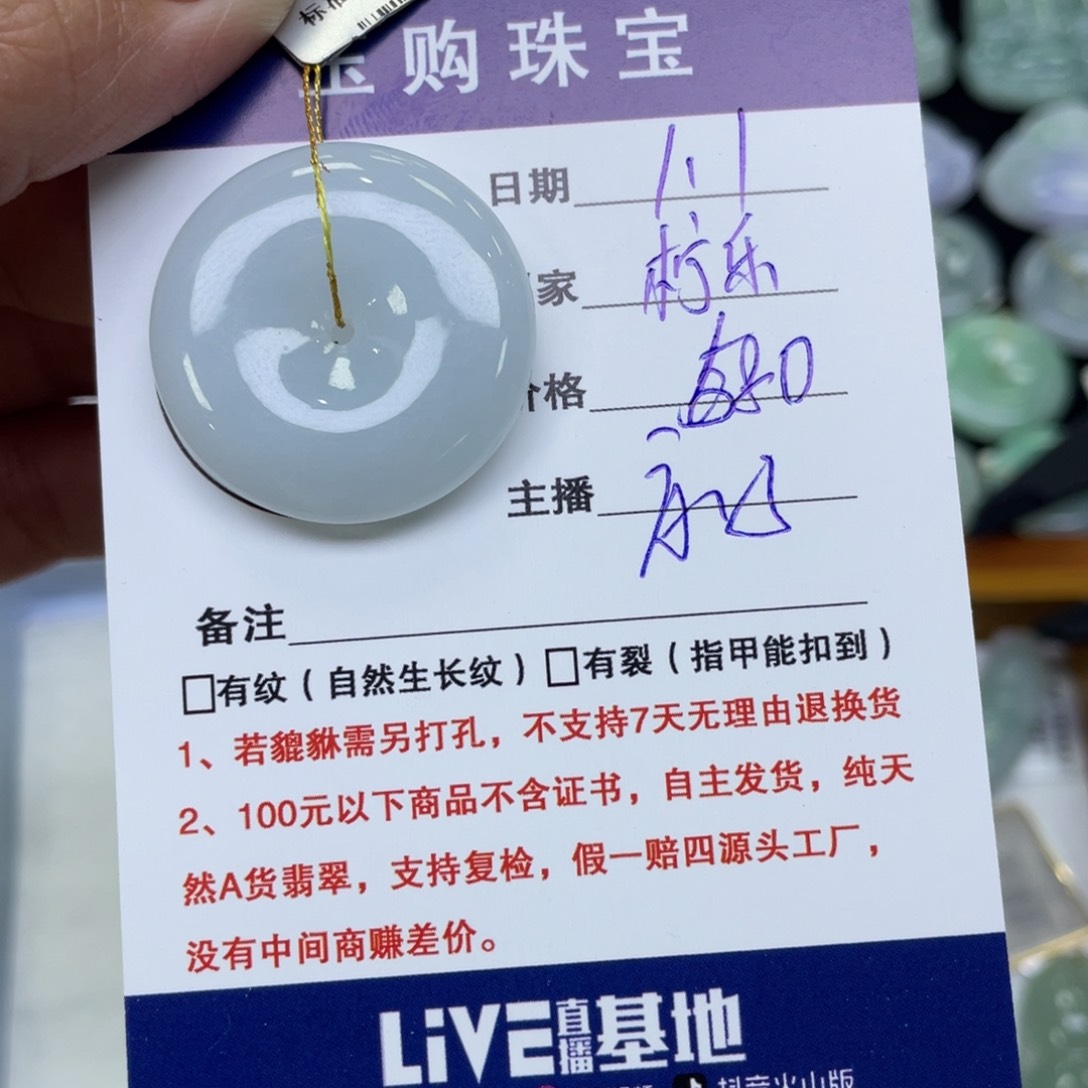 宝购珠宝
日期 1.1
家 柠乐
价格
主播
备注
□有纹（自然生长纹）□有裂（指甲能扣到）
1、若貔貅需另打孔，不支持7天无理由退换货
2、100元以下商品不含证书，自主发货，纯天
然A货翡翠，支持复检，假一赔四源头工厂，
没有中间商赚差价。
LiVE直播基地
抖音火山版